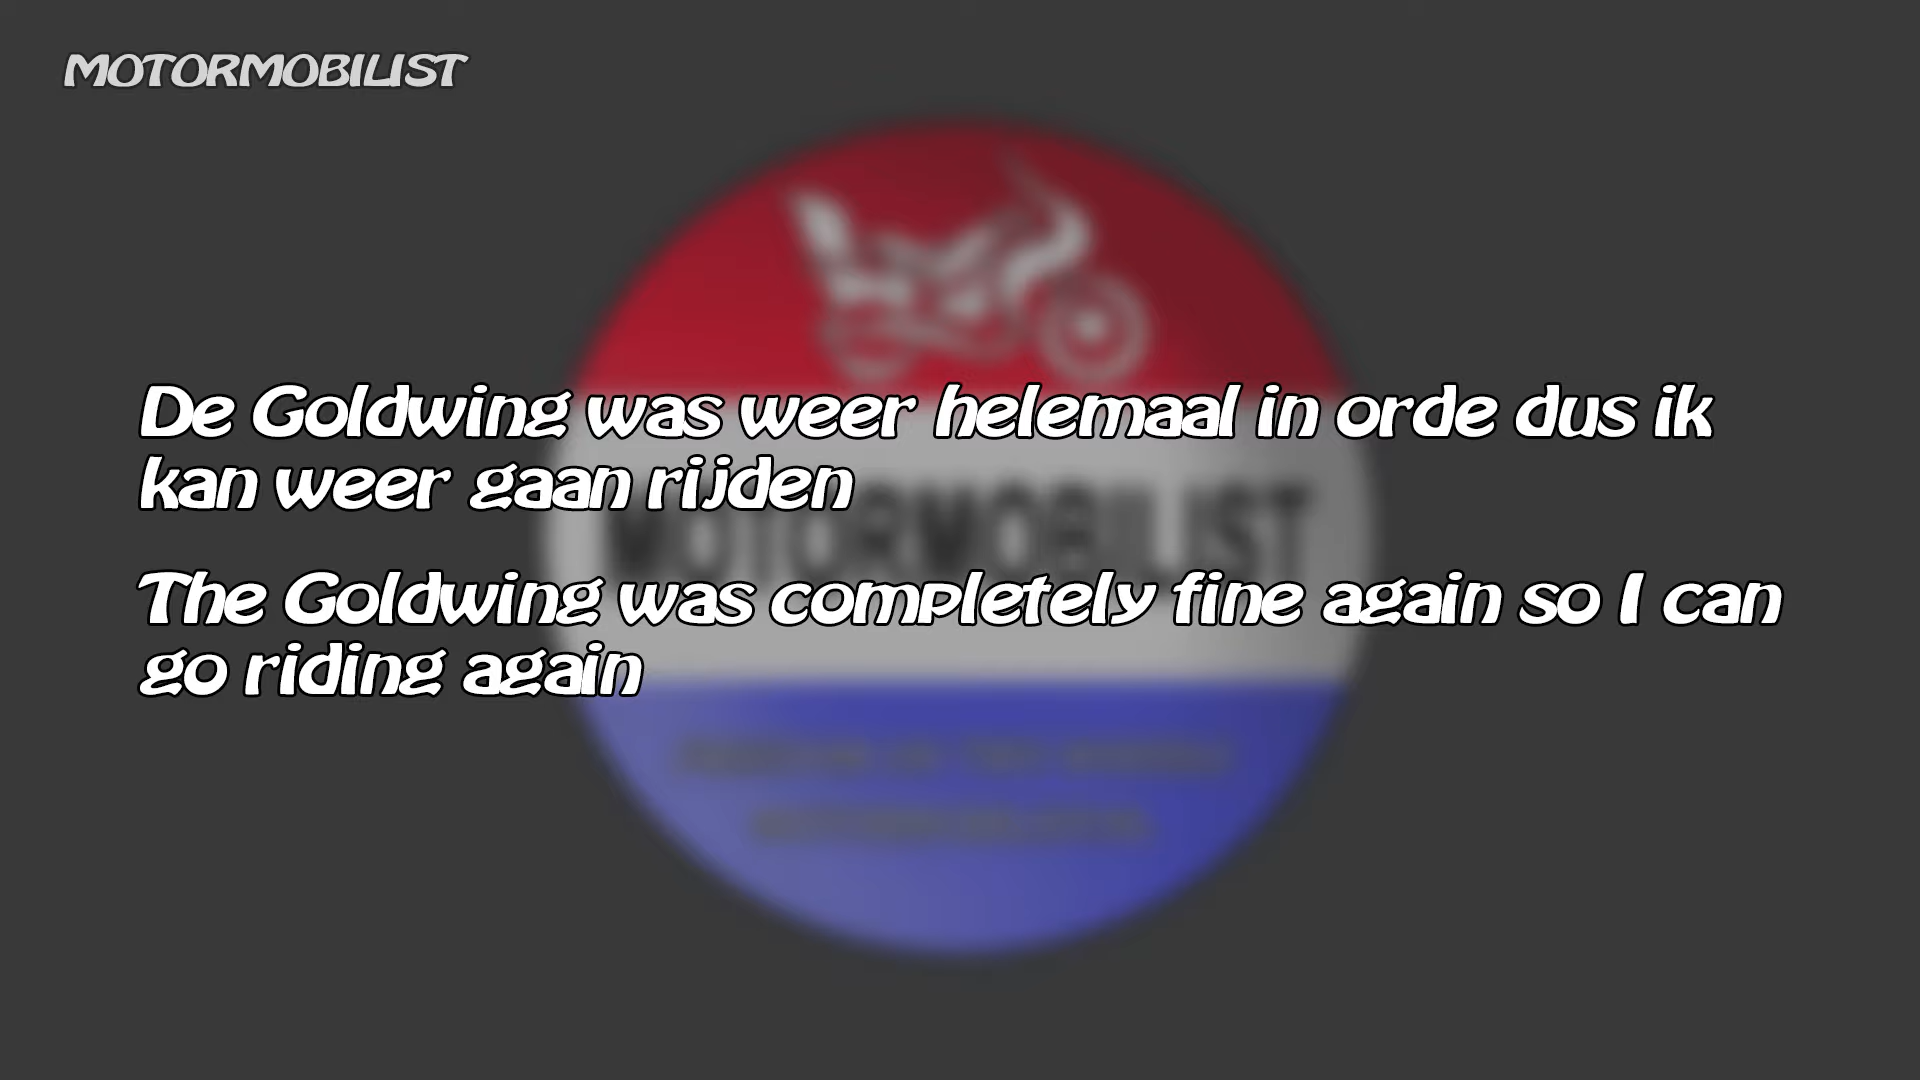 MOTORMOBILIST
De Goldwing was weer helemaal in orde dus ik
kan weer gaan rijden
MOTORMOBILIST
The Goldwing was completely fine again so I can
go riding again